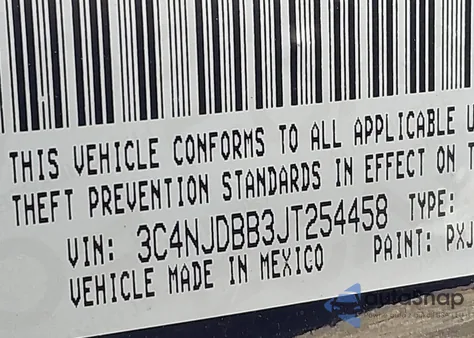 THIS VEHICLE CONFORMS TO ALL APPLICABLE U
THEFT PREVENTION STANDARDS IN EFFECT ON T
VIN: 3C4NJDBB3JT254458 TYPE:
VEHICLE MADE IN MEXICO PAINT: PXJ
autoSnap